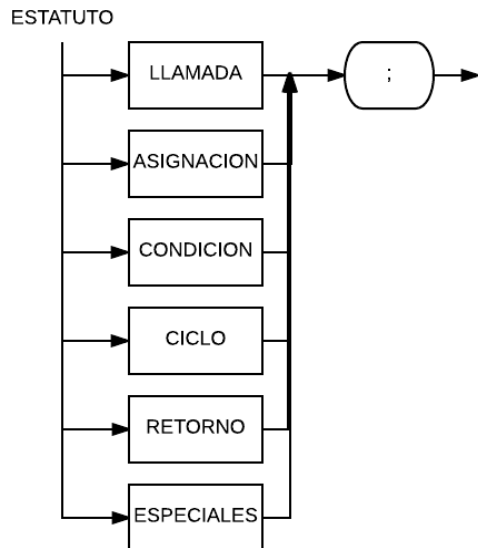 ESTATUTO
LLAMADA
;
ASIGNACION
CONDICION
CICLO
RETORNO
ESPECIALES